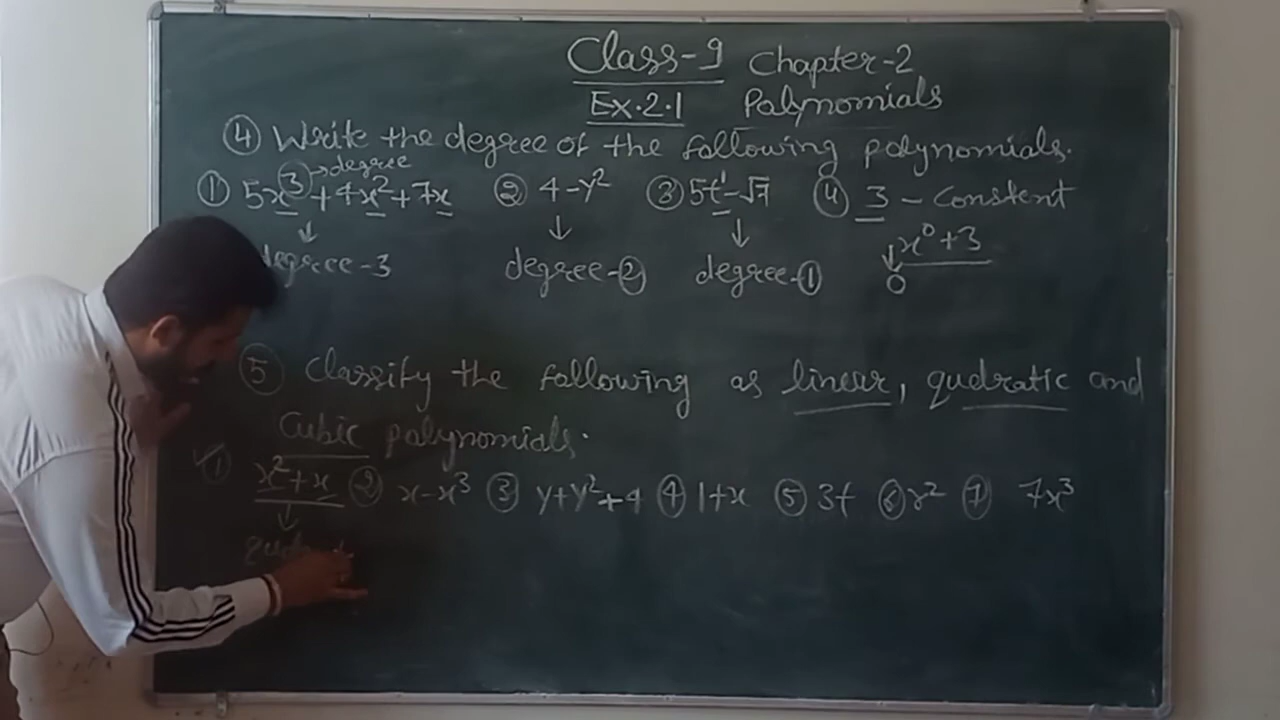 Class-9 Chapter-2
Ex.2.1 Polynomials
④ Write the degree of the following polynomials.
→degree
① 5x³+4x²+7x ② 4-y² ③ 5t¹-√7 ④ 3 - Constent
↓ ↓ ↓ ↓ x⁰+3
degree-3 degree-② degree-① 0
⑤ Classify the following as linear, qudratic and
Cubic polynomials.
① x²+x ② x-x³ ③ y+y²+4 ④ 1+x ⑤ 3t ⑥ r² ⑦ 7x³
↓